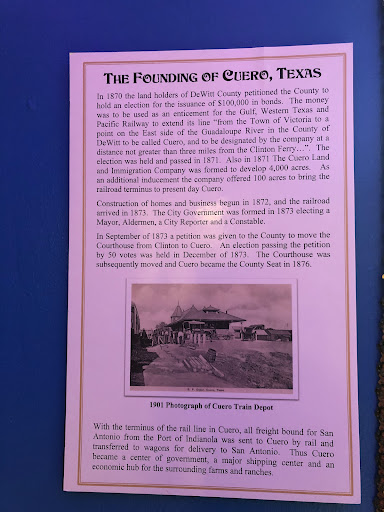 THE FOUNDING OF CUERO, TEXAS
In 1870 the land holders of DeWitt County petitioned the County to
hold an election for the issuance of $100,000 in bonds. The money
was to be used as an enticement for the Gulf, Western Texas and
Pacific Railway to extend its line "from the Town of Victoria to a
point on the East side of the Guadaloupe River in the County of
DeWitt to be called Cuero, and to be designated by the company at a
distance not greater than three miles from the Clinton Ferry…". The
election was held and passed in 1871. Also in 1871 The Cuero Land
and Immigration Company was formed to develop 4,000 acres. As
an additional inducement the company offered 100 acres to bring the
railroad terminus to present day Cuero.
Construction of homes and business begun in 1872, and the railroad
arrived in 1873. The City Government was formed in 1873 electing a
Mayor, Aldermen, a City Reporter and a Constable.
In September of 1873 a petition was given to the County to move the
Courthouse from Clinton to Cuero. An election passing the petition
by 50 votes was held in December of 1873. The Courthouse was
subsequently moved and Cuero became the County Seat in 1876.
1901 Photograph of Cuero Train Depot
With the terminus of the rail line in Cuero, all freight bound for San
Antonio from the Port of Indianola was sent to Cuero by rail and
transferred to wagons for delivery to San Antonio. Thus Cuero
became a center of government, a major shipping center and an
economic hub for the surrounding farms and ranches.